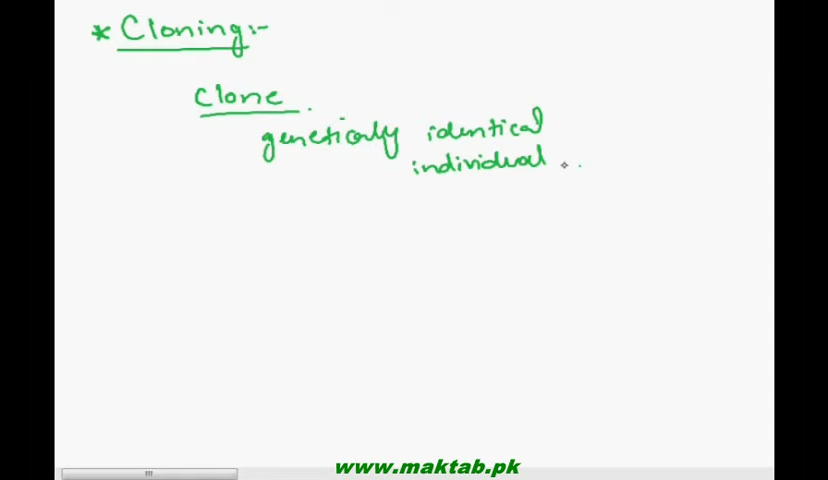 * Cloning:-
Clone.
genetically identical
individual.
www.maktab.pk